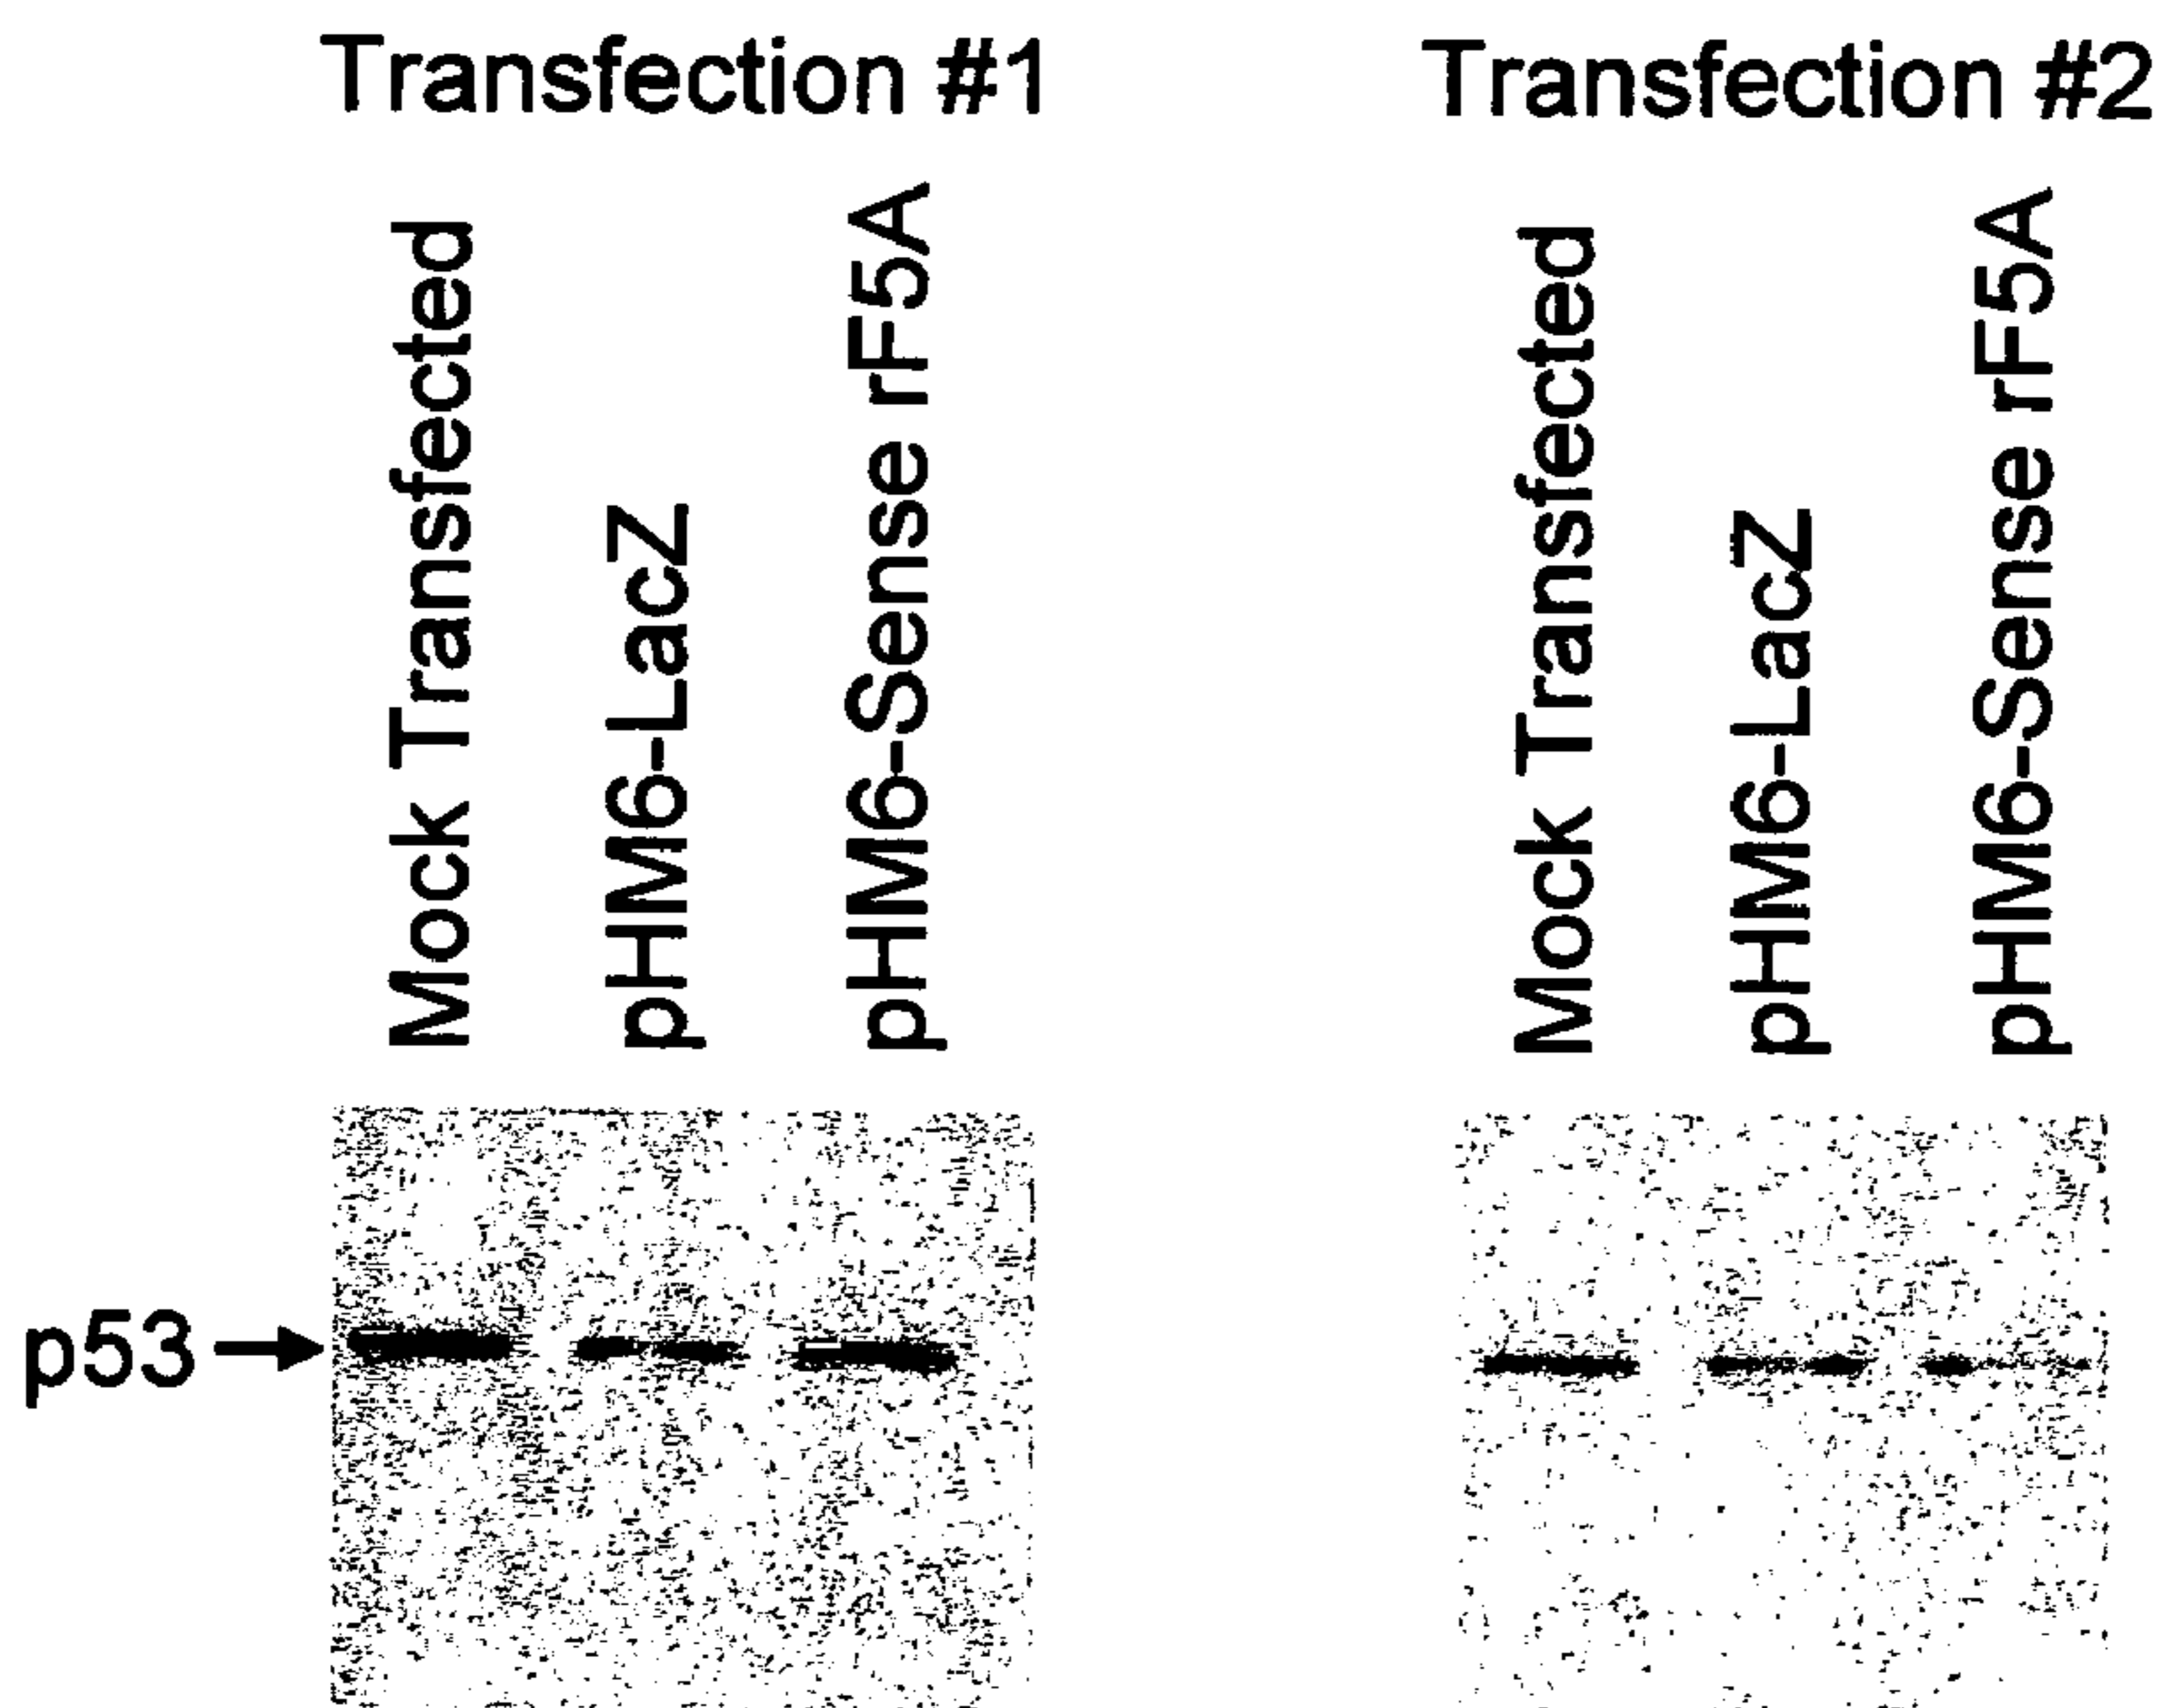 Transfection #1
Mock Transfected
pHM6-LacZ
pHM6-Sense rF5A
Transfection #2
Mock Transfected
pHM6-LacZ
pHM6-Sense rF5A
p53